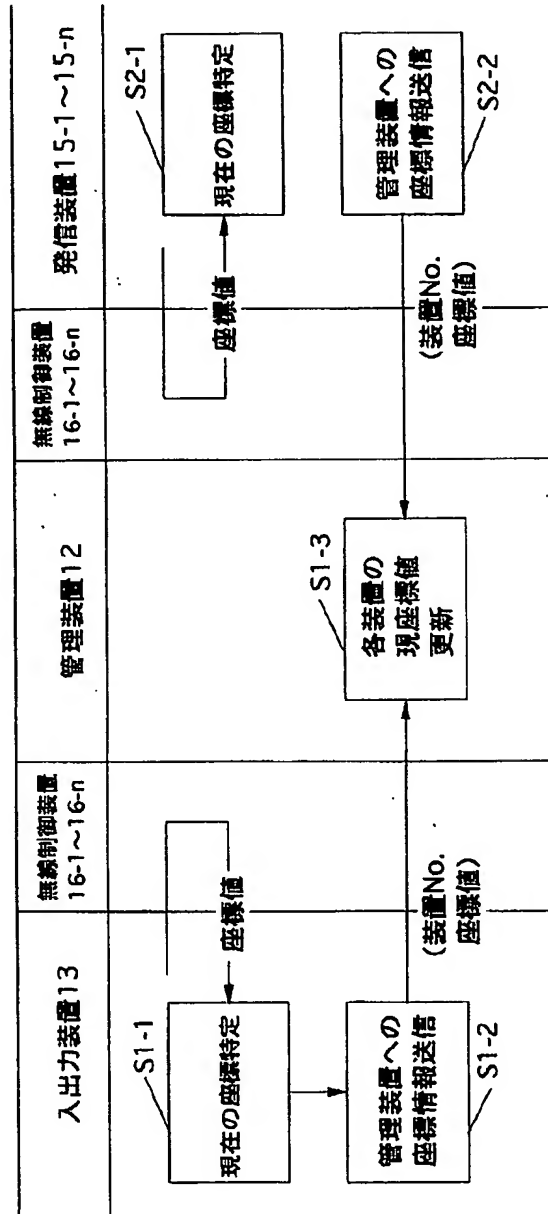 入出力装置13
無線制御装置
16-1~16-n
管理装置12
無線制御装置
16-1~16-n
発信装置15-1~15-n
S1-1
現在の座標特定
座標値
座標値
S2-1
現在の座標特定
管理装置への
座標情報送信
S1-2
(装置No.
座標値)
S1-3
各装置の
現座標値
更新
(装置No.
座標値)
管理装置への
座標情報送信
S2-2